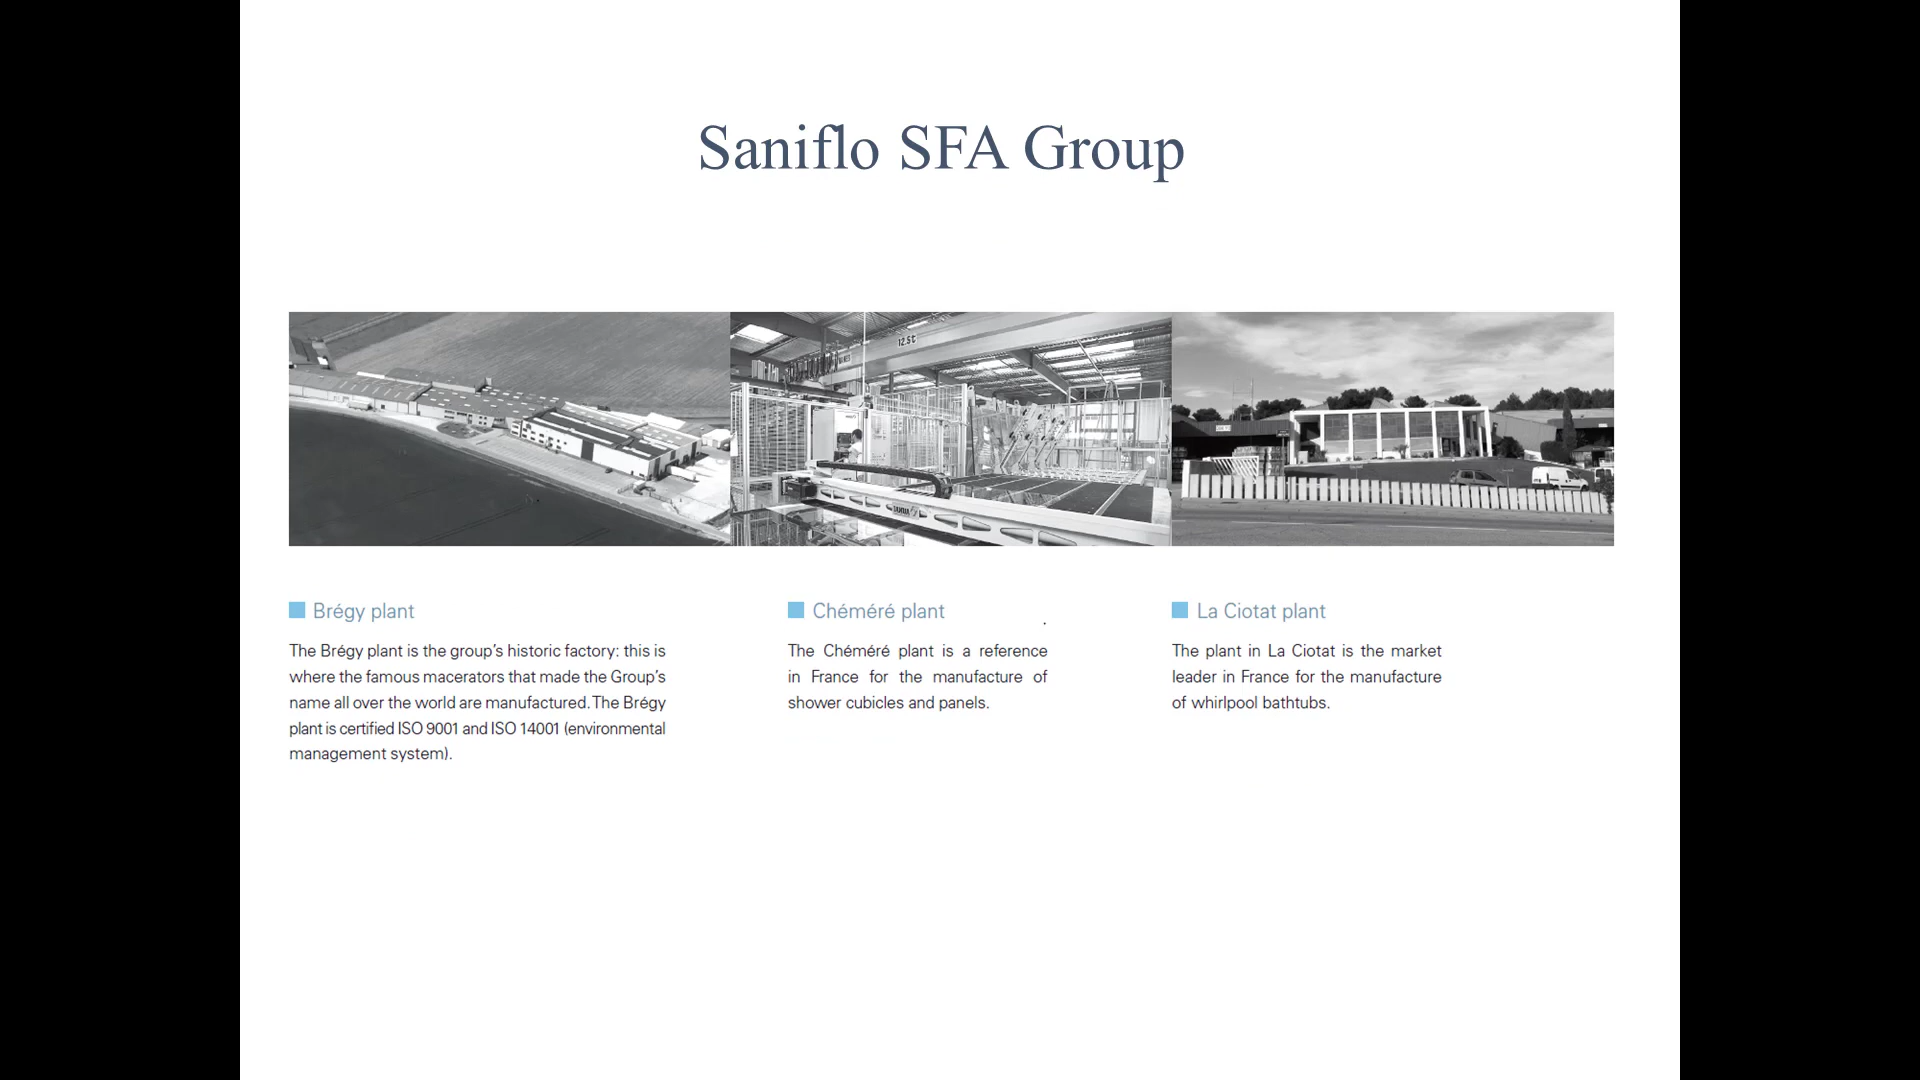 Saniflo SFA Group
12.5t
Brégy plant
The Brégy plant is the group's historic factory: this is
where the famous macerators that made the Group's
name all over the world are manufactured. The Brégy
plant is certified ISO 9001 and ISO 14001 (environmental
management system).
Chéméré plant
The Chéméré plant is a reference
in France for the manufacture of
shower cubicles and panels.
La Ciotat plant
The plant in La Ciotat is the market
leader in France for the manufacture
of whirlpool bathtubs.